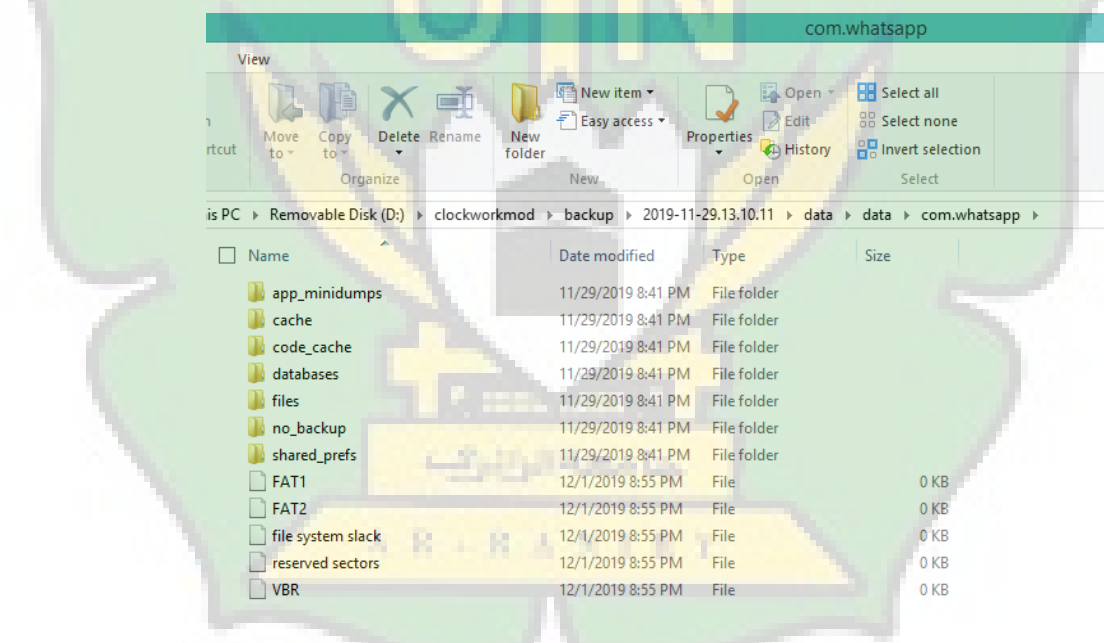 UIN
com.whatsapp
View
New item
Open
Select all
Easy access
Edit
Select none
Move to
Copy to
Delete
Rename
New folder
Properties
History
Invert selection
rtcut
Organize
New
Open
Select
is PC
Removable Disk (D:)
clockworkmod
backup
2019-11-29.13.10.11
data
data
com.whatsapp
Name Date modified Type Size
app_minidumps 11/29/2019 8:41 PM File folder
cache 11/29/2019 8:41 PM File folder
code_cache 11/29/2019 8:41 PM File folder
databases 11/29/2019 8:41 PM File folder
files 11/29/2019 8:41 PM File folder
no_backup 11/29/2019 8:41 PM File folder
shared_prefs 11/29/2019 8:41 PM File folder
FAT1 12/1/2019 8:55 PM File 0 KB
FAT2 12/1/2019 8:55 PM File 0 KB
file system slack 12/1/2019 8:55 PM File 0 KB
reserved sectors 12/1/2019 8:55 PM File 0 KB
VBR 12/1/2019 8:55 PM File 0 KB